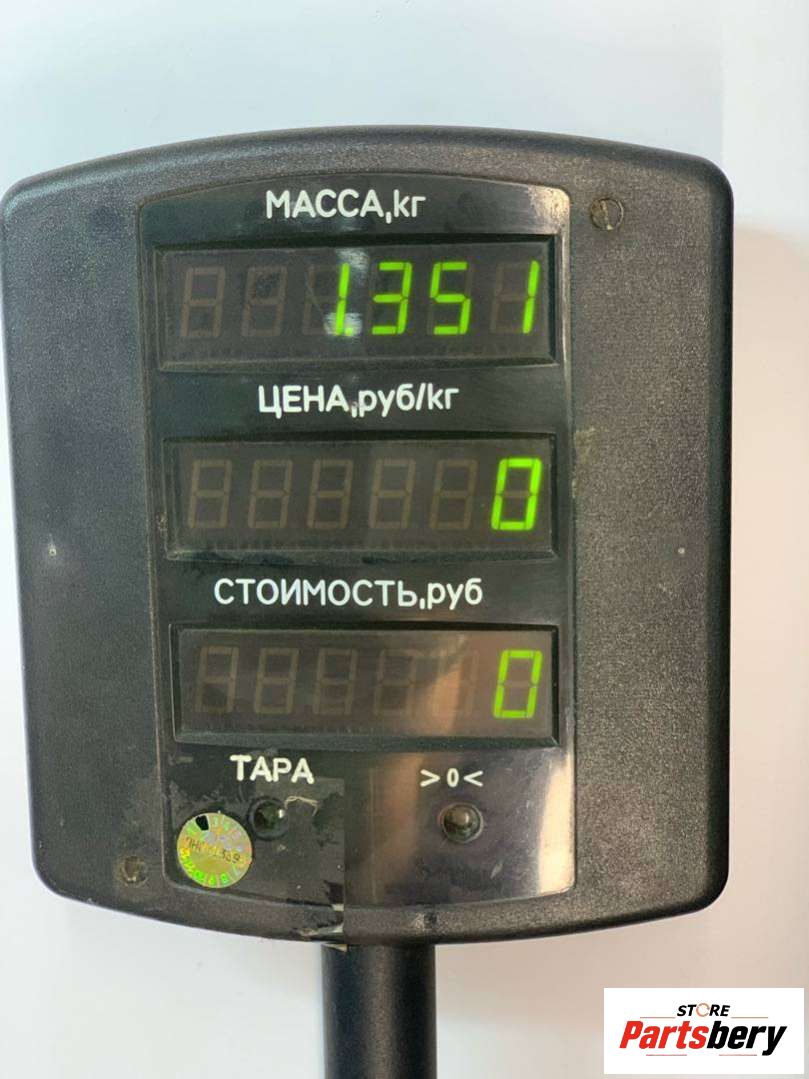 МАССА,кг
1.351
ЦЕНА,руб/кг
0
СТОИМОСТЬ,руб
0
ТАРА >0<
STORE
Partsbery